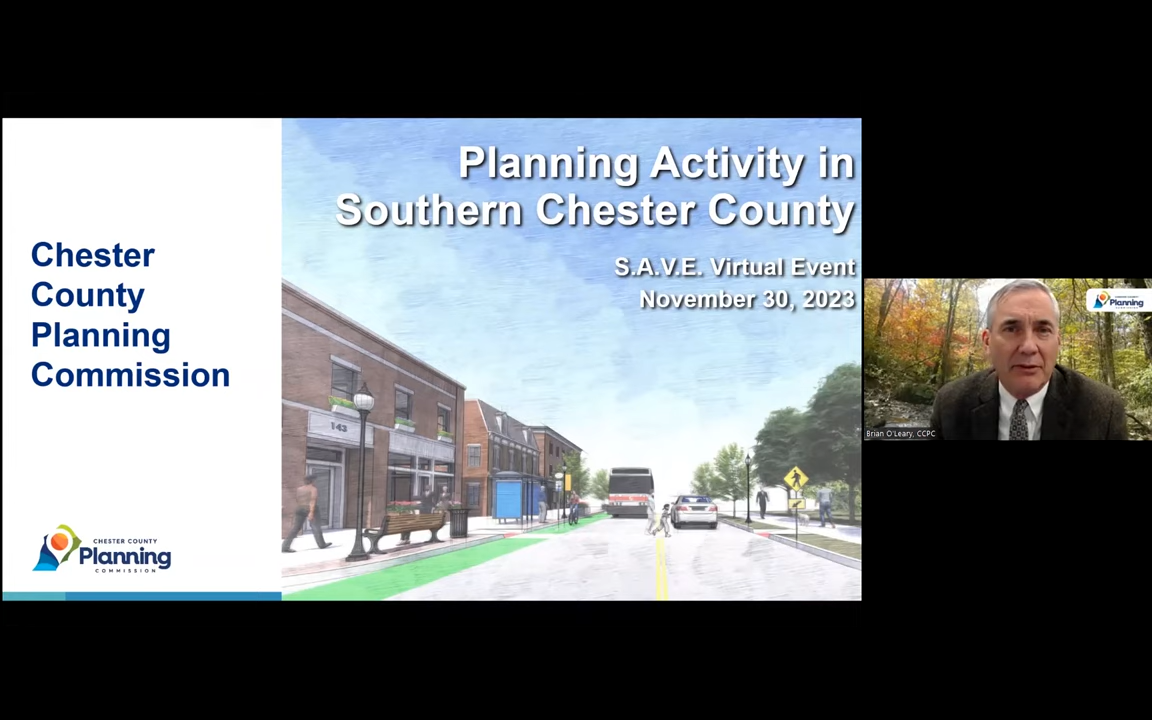 Planning Activity in
Southern Chester County
S.A.V.E. Virtual Event
November 30, 2023
Chester
County
Planning
Commission
143
CHESTER COUNTY
Planning
COMMISSION
Planning
Brian O'Leary, CCPC